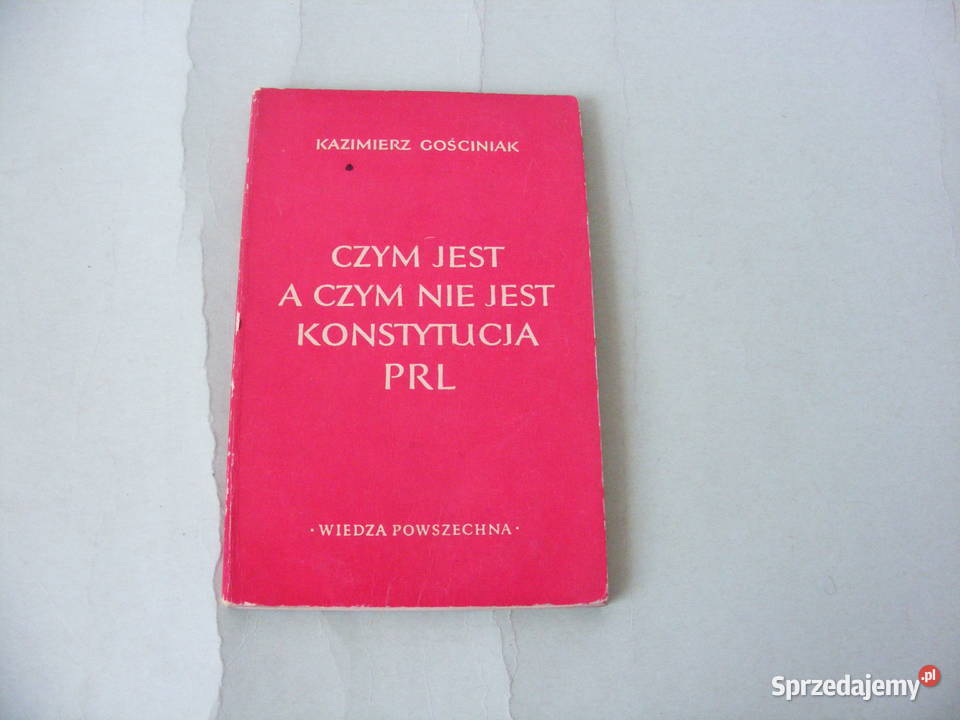 KAZIMIERZ GOŚCINIAK
CZYM JEST
A CZYM NIE JEST
KONSTYTUCJA
PRL
· WIEDZA POWSZECHNA ·
Sprzedajemy.pl